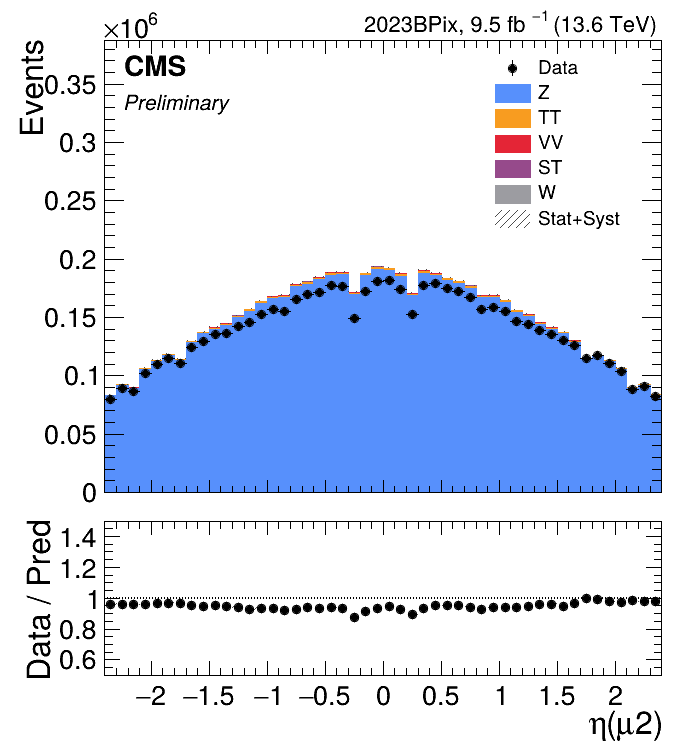 ×10⁶
2023BPix, 9.5 fb ⁻¹ (13.6 TeV)
CMS
Preliminary
Events
0.35
0.3
0.25
0.2
0.15
0.1
0.05
0
Data
Z
TT
VV
ST
W
Stat+Syst
Data / Pred
1.4
1.2
1
0.8
0.6
−2 −1.5 −1 −0.5 0 0.5 1 1.5 2
η(μ2)